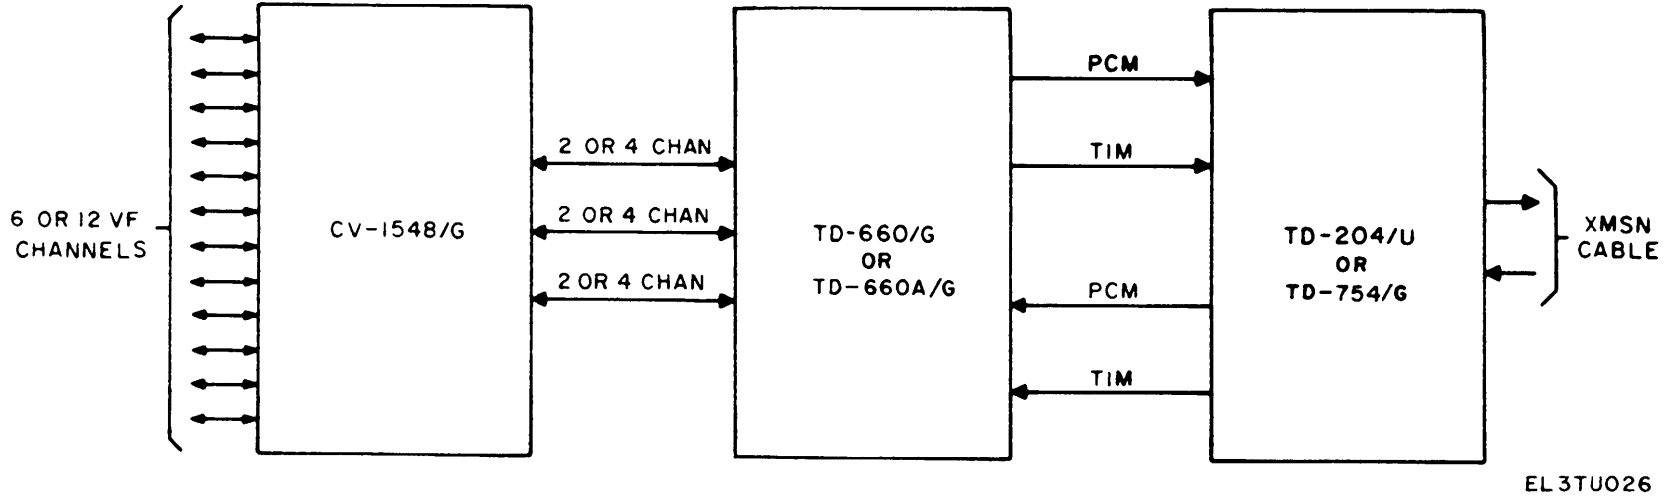 6 OR 12 VF
CHANNELS
CV-1548/G
2 OR 4 CHAN
2 OR 4 CHAN
2 OR 4 CHAN
TD-660/G
OR
TD-660A/G
PCM
TIM
PCM
TIM
TD-204/U
OR
TD-754/G
XMSN
CABLE
EL3TU026